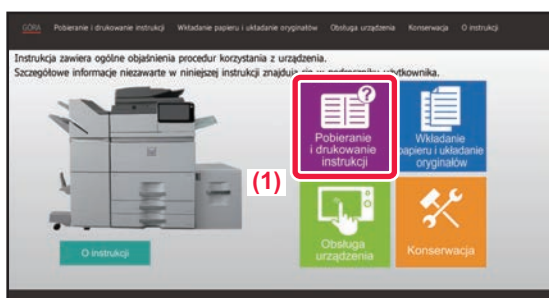 GÓRA Pobieranie i drukowanie instrukcji Wkładanie papieru i układanie oryginałów Obsługa urządzenia Konserwacja O instrukcji
Instrukcja zawiera ogólne objaśnienia procedur korzystania z urządzenia.
Szczegółowe informacje niezawarte w niniejszej instrukcji znajdują się w podręczniku użytkownika.
Pobieranie
i drukowanie
instrukcji
Wkładanie
papieru i układanie
oryginałów
(1)
Obsługa
urządzenia
Konserwacja
O instrukcji